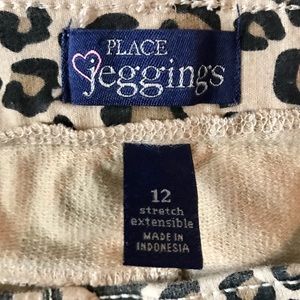 PLACE
jeggings
12
stretch
extensible
MADE IN
INDONESIA